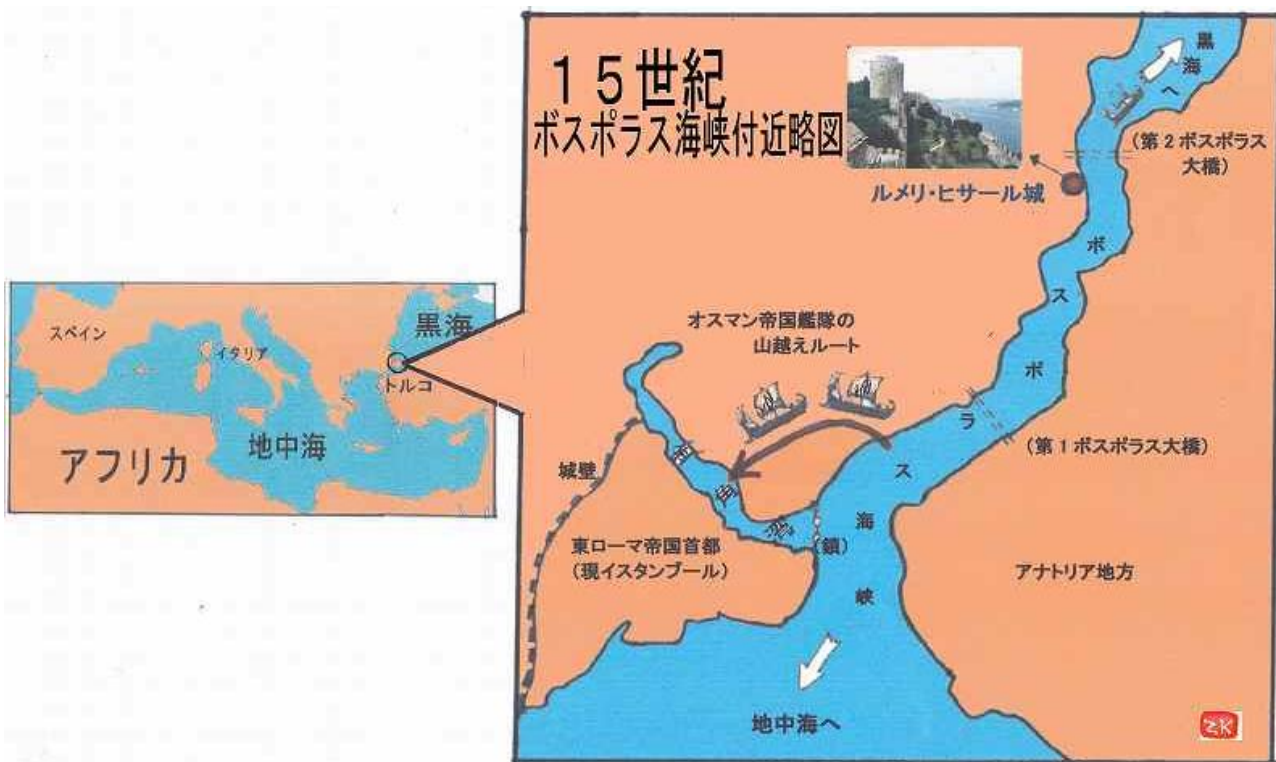 15世紀
ボスポラス海峡付近略図
黒海へ
(第2ボスポラス
大橋)
ルメリ・ヒサール城
ボスボラス海峡
オスマン帝国艦隊の
山越えルート
(第1ボスポラス大橋)
城壁
金角湾
(鎖)
東ローマ帝国首都
(現イスタンブール)
アナトリア地方
地中海へ
ZK
スペイン
イタリア
黒海
トルコ
地中海
アフリカ